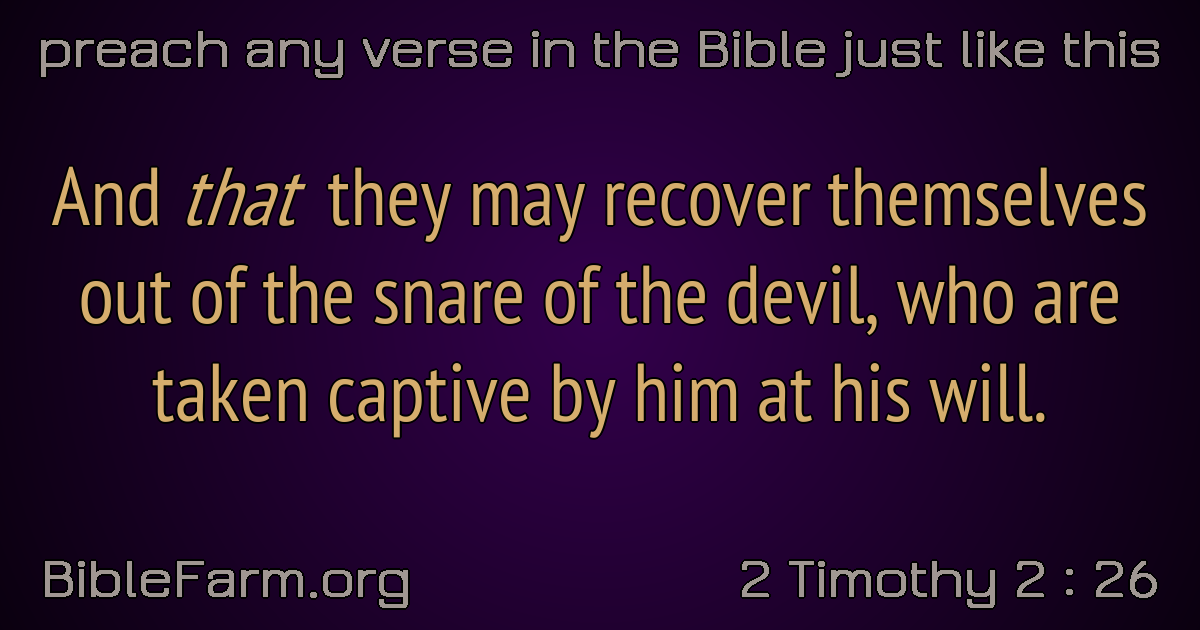 preach any verse in the Bible just like this
And that they may recover themselves
out of the snare of the devil, who are
taken captive by him at his will.
BibleFarm.org
2 Timothy 2 : 26